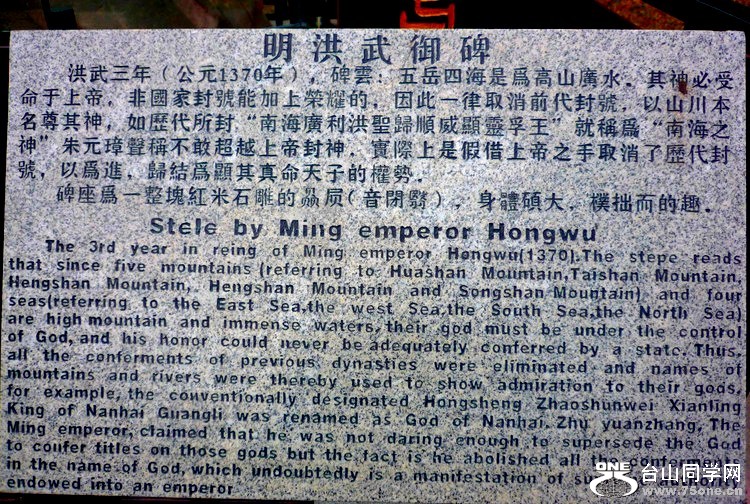 明洪武御碑
洪武三年（公元1370年），碑雲：五岳四海是爲高山廣水，其神必受
命于上帝，非國家封號能加上榮耀的，因此一律取消前代封號，以山川本
名尊其神，如歷代所封“南海廣利洪聖歸順威顯靈孚王”就稱爲“南海之
神”朱元璋聲稱不敢超越上帝封神，實際上是假借上帝之手取消了歷代封
號，以爲進，歸結爲顯其真命天子的權勢。
碑座爲一整塊紅米石雕的贔屃（音閉翳），身體碩大，樸拙而的趣。
Stele by Ming emperor Hongwu
The 3rd year in reing of Ming emperor Hongwu(1370).The stepe reads
that since five mountains (referring to Huashan Mountain,Taishan Mountain,
Hengshan Mountain, Hengshan Mountain and Songshan Mountain) and four
seas(referring to the East Sea,the west Sea,the South Sea,the North Sea)
are high mountain and immense waters, their god must be under the control
of God, and his honor could never be adequately conferred by a state. Thus,
all the conferments of previous dynasties were eliminated and names of
mountains and rivers were thereby used to show admiration to their gods,
for example, the conventionally designated Hongsheng Zhaoshunwei Xianling
King of Nanhai Guangli was renamed as God of Nanhai. Zhu yuanzhang, The
Ming emperor, claimed that he was not daring enough to supersede the God
to confer titles on those gods but the fact is he abolished all the conferments
in the name of God, which undoubtedly is a manifestation of
endowed into an emperor
ONE 台山同学网
www.75one.cn